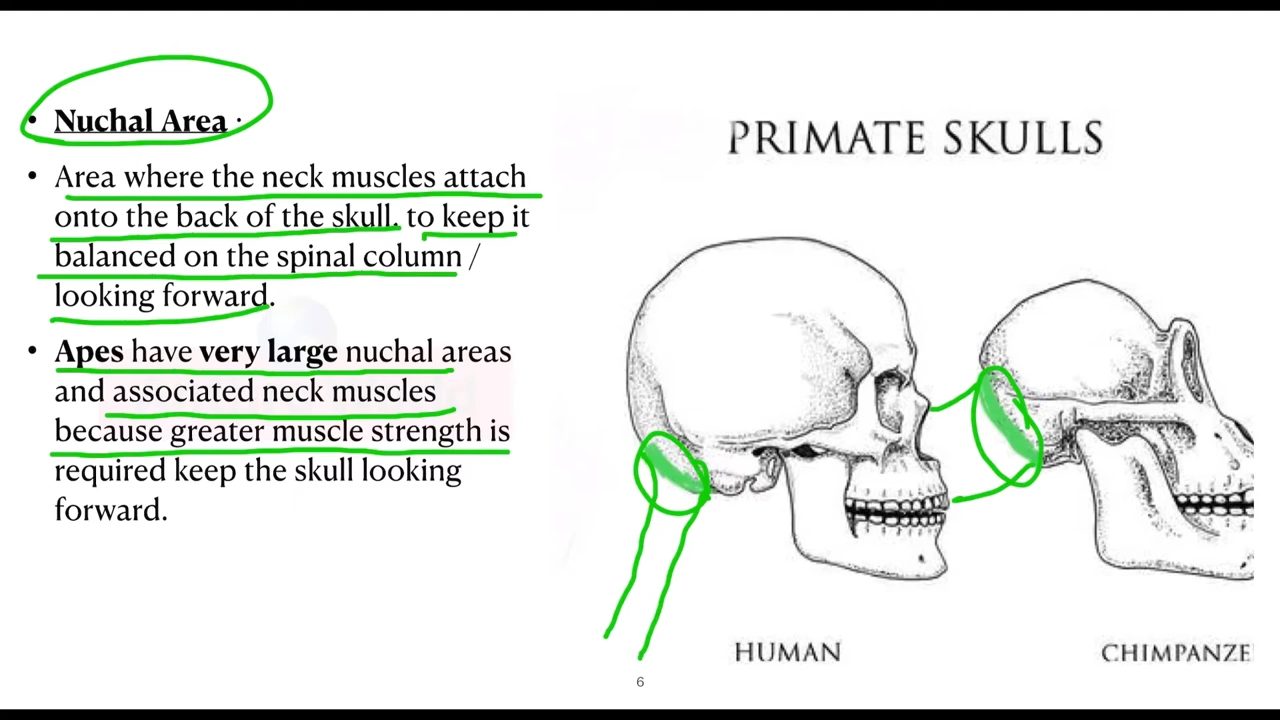 • Nuchal Area ·
• Area where the neck muscles attach
onto the back of the skull. to keep it
balanced on the spinal column /
looking forward.
• Apes have very large nuchal areas
and associated neck muscles
because greater muscle strength is
required keep the skull looking
forward.
PRIMATE SKULLS
HUMAN
CHIMPANZE
6